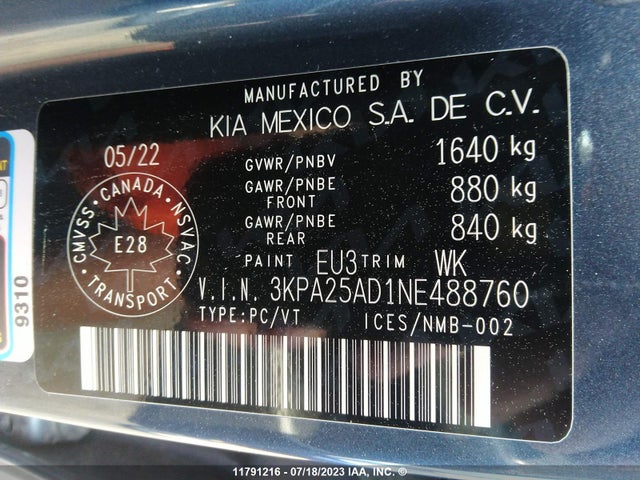 MANUFACTURED BY
KIA MEXICO S.A. DE C.V.
05/22
GVWR/PNBV 1640 kg
GAWR/PNBE FRONT 880 kg
GAWR/PNBE REAR 840 kg
CMVSS • CANADA • NSVAC
E28
TRANSPORT
PAINT EU3 TRIM WK
V.I.N. 3KPA25AD1NE488760
TYPE:PC/VT ICES/NMB-002
9310
11791216 - 07/18/2023 IAA, INC. ®